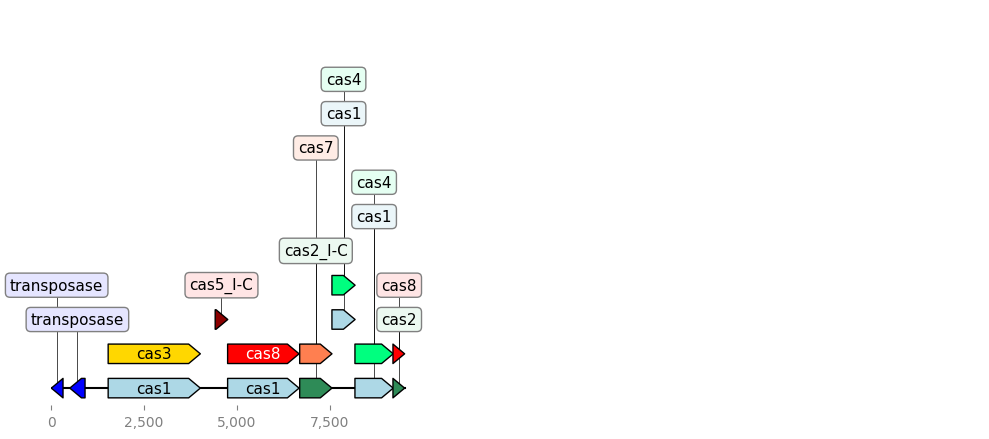 cas4
cas1
cas7
cas4
cas1
cas2_I-C
transposase
cas5_I-C
cas8
transposase
cas2
cas3
cas8
cas1
cas1
0
2,500
5,000
7,500